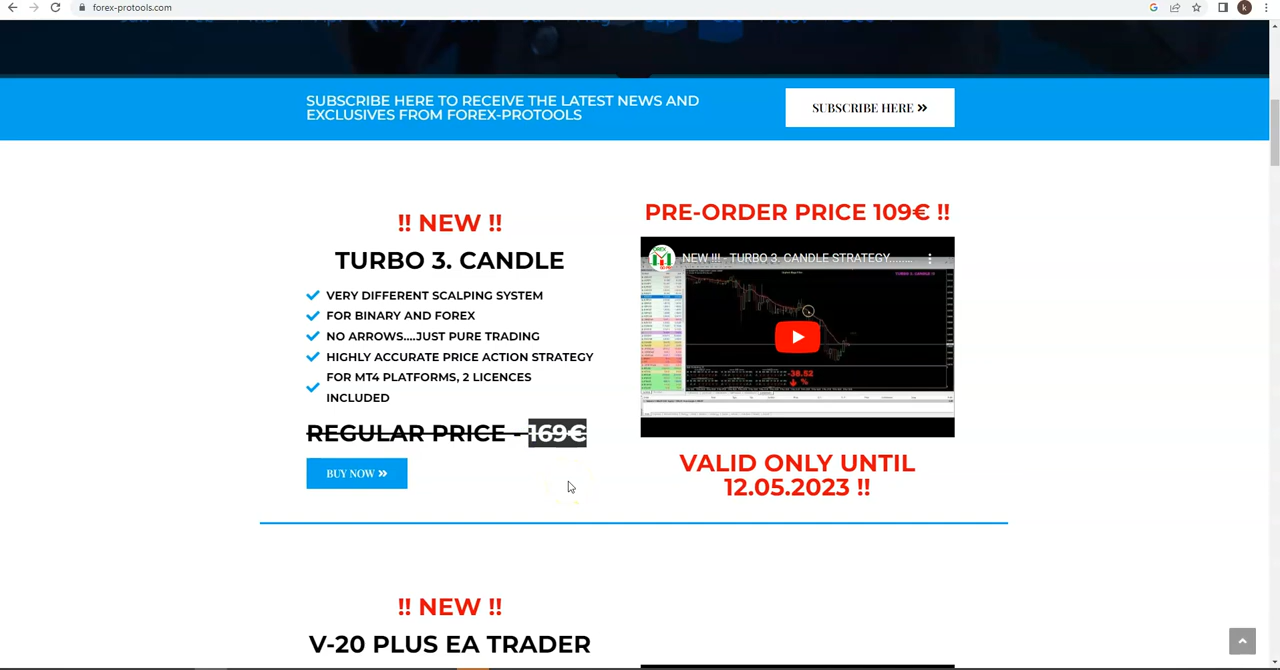 forex-protools.com
k
SUBSCRIBE HERE TO RECEIVE THE LATEST NEWS AND
EXCLUSIVES FROM FOREX-PROTOOLS
SUBSCRIBE HERE »
!! NEW !!
TURBO 3. CANDLE
VERY DIFFERENT SCALPING SYSTEM
FOR BINARY AND FOREX
NO ARROWS....JUST PURE TRADING
HIGHLY ACCURATE PRICE ACTION STRATEGY
FOR MT4 PLATFORMS, 2 LICENCES
INCLUDED
REGULAR PRICE - 169€
BUY NOW »
PRE-ORDER PRICE 109€ !!
NEW !!! - TURBO 3. CANDLE STRATEGY........
-38.52
%
VALID ONLY UNTIL
12.05.2023 !!
!! NEW !!
V-20 PLUS EA TRADER